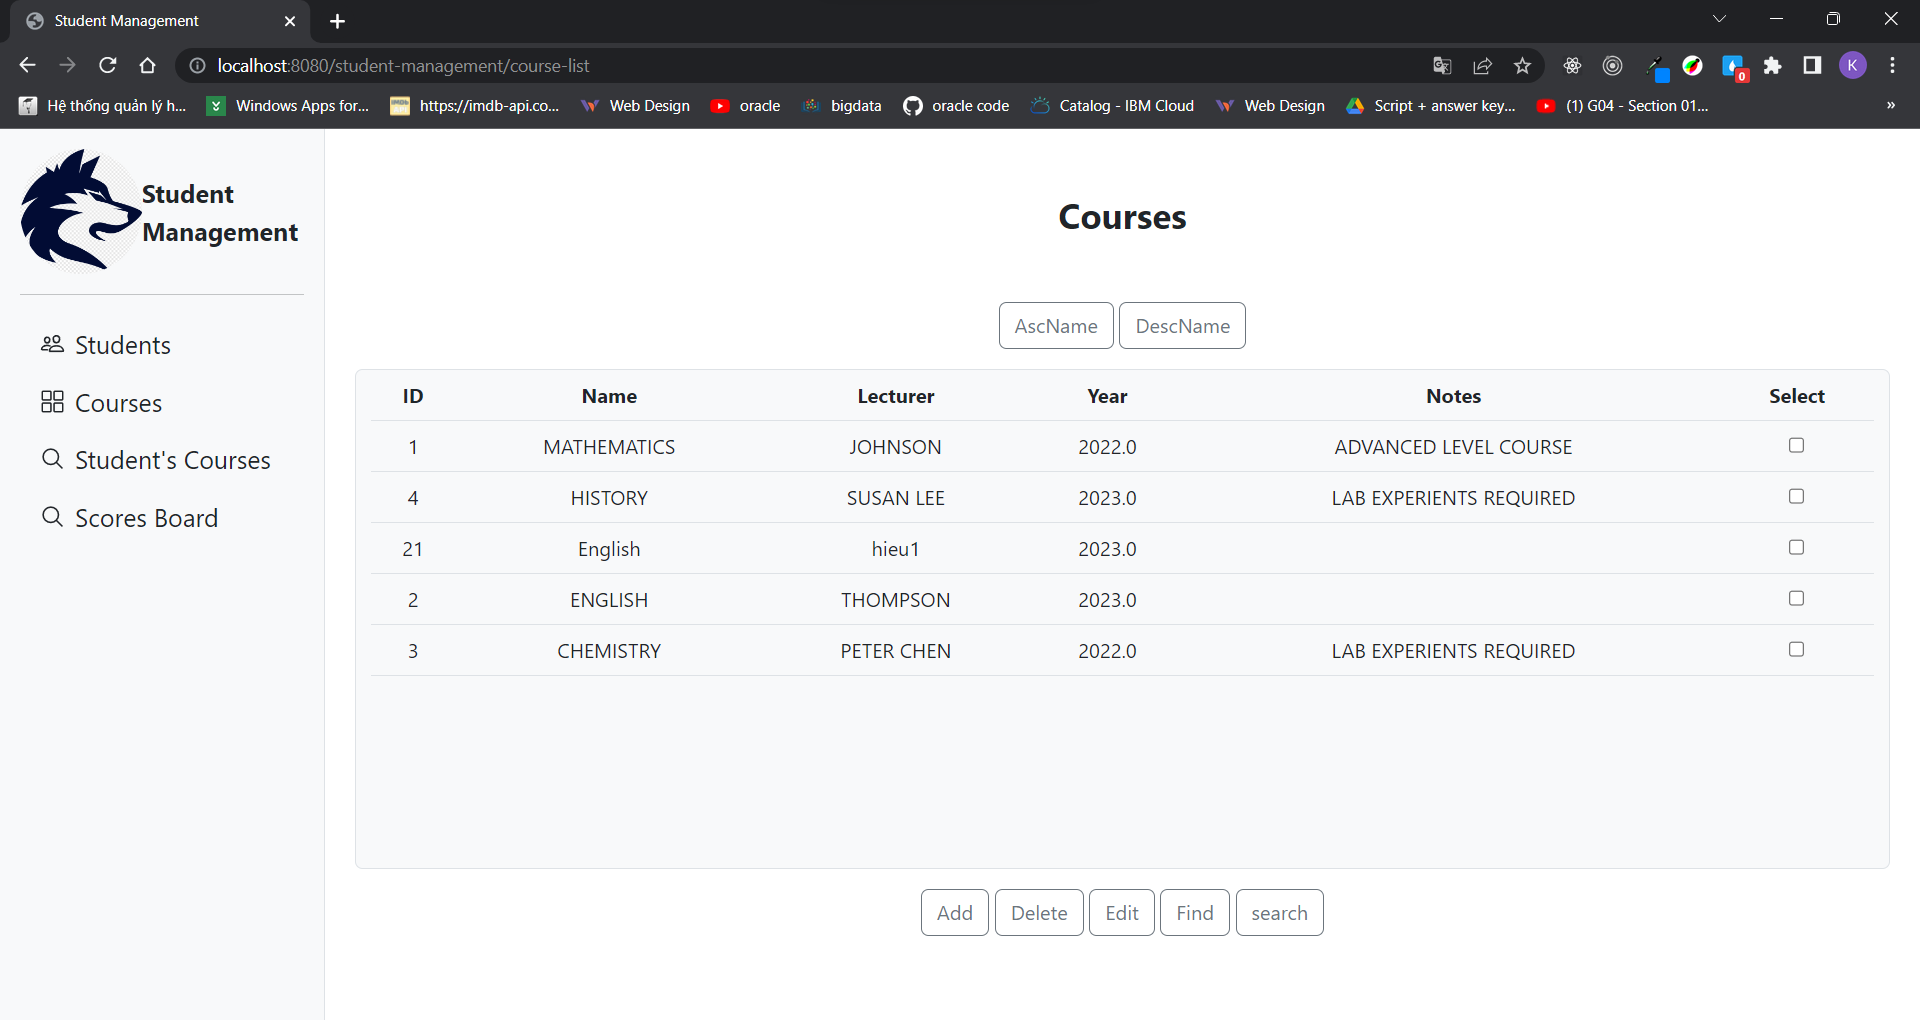 Student Management
localhost:8080/student-management/course-list
K
0
Hệ thống quản lý h... Windows Apps for... https://imdb-api.co... Web Design oracle bigdata oracle code Catalog - IBM Cloud Web Design Script + answer key... (1) G04 - Section 01... »
Student
Management
Students
Courses
Student's Courses
Scores Board
Courses
AscName DescName
ID Name Lecturer Year Notes Select
1 MATHEMATICS JOHNSON 2022.0 ADVANCED LEVEL COURSE
4 HISTORY SUSAN LEE 2023.0 LAB EXPERIENTS REQUIRED
21 English hieu1 2023.0
2 ENGLISH THOMPSON 2023.0
3 CHEMISTRY PETER CHEN 2022.0 LAB EXPERIENTS REQUIRED
Add Delete Edit Find search